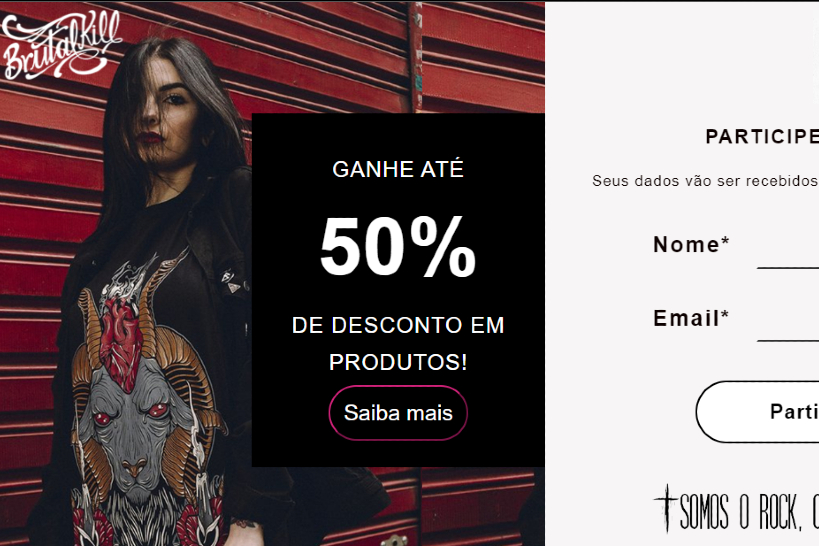 BrutalKill
GANHE ATÉ
50%
DE DESCONTO EM
PRODUTOS!
Saiba mais
PARTICIPE
Seus dados vão ser recebidos
Nome*
Email*
Parti
SOMOS O ROCK, O